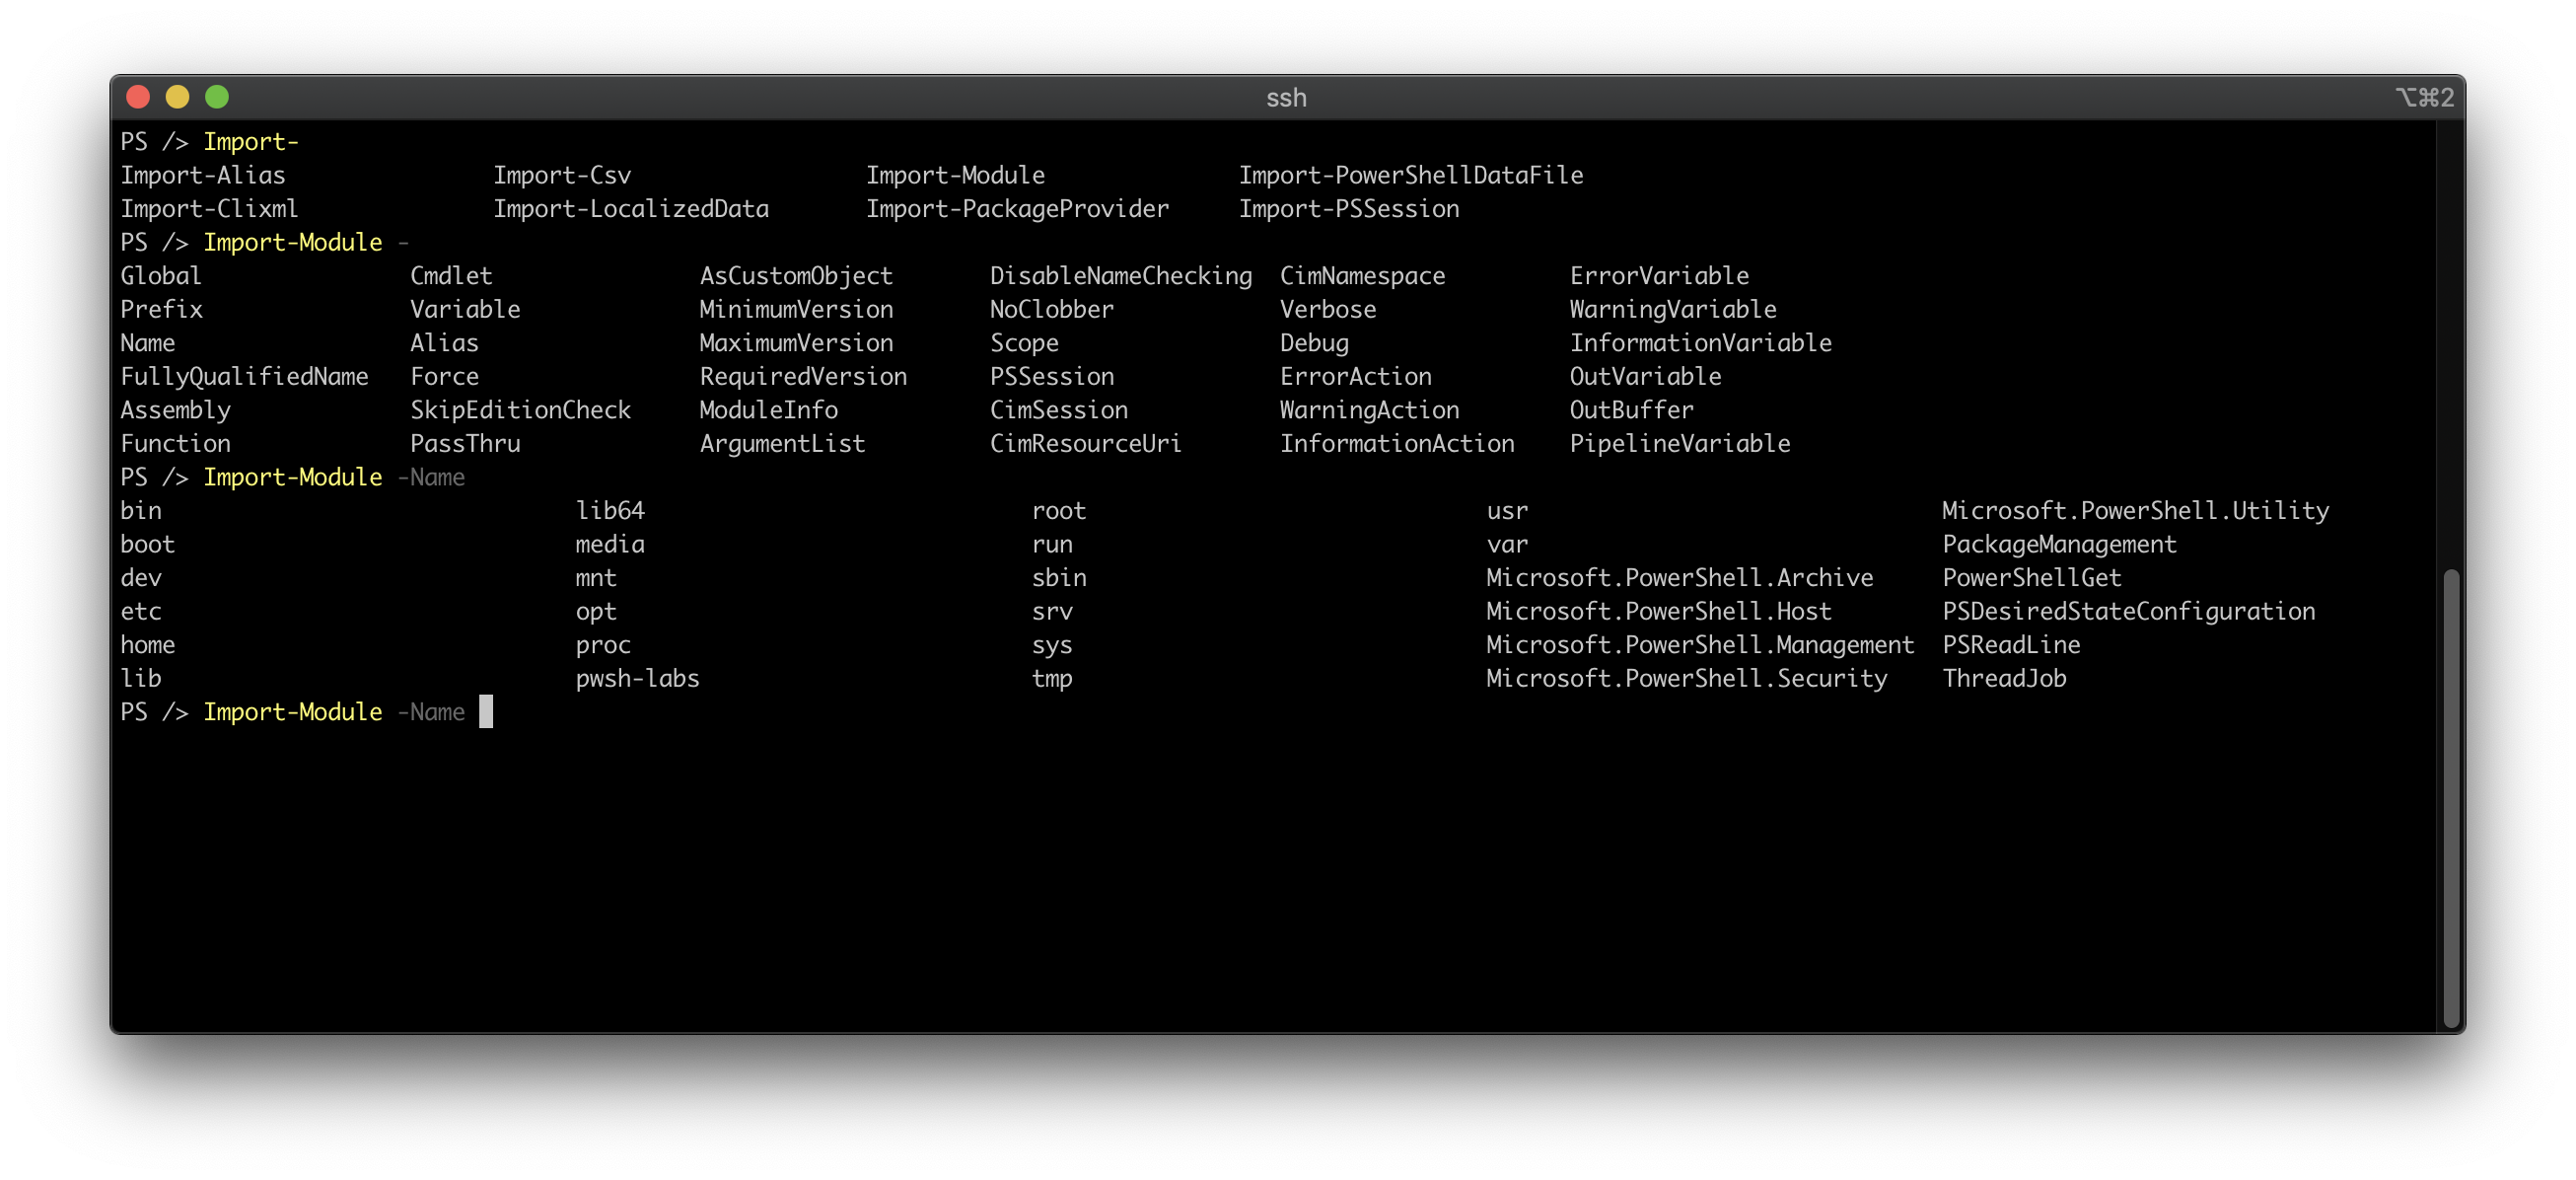 ssh ⌥⌘2
PS /> Import-
Import-Alias Import-Csv Import-Module Import-PowerShellDataFile
Import-Clixml Import-LocalizedData Import-PackageProvider Import-PSSession
PS /> Import-Module -
Global Cmdlet AsCustomObject DisableNameChecking CimNamespace ErrorVariable
Prefix Variable MinimumVersion NoClobber Verbose WarningVariable
Name Alias MaximumVersion Scope Debug InformationVariable
FullyQualifiedName Force RequiredVersion PSSession ErrorAction OutVariable
Assembly SkipEditionCheck ModuleInfo CimSession WarningAction OutBuffer
Function PassThru ArgumentList CimResourceUri InformationAction PipelineVariable
PS /> Import-Module -Name
bin lib64 root usr Microsoft.PowerShell.Utility
boot media run var PackageManagement
dev mnt sbin Microsoft.PowerShell.Archive PowerShellGet
etc opt srv Microsoft.PowerShell.Host PSDesiredStateConfiguration
home proc sys Microsoft.PowerShell.Management PSReadLine
lib pwsh-labs tmp Microsoft.PowerShell.Security ThreadJob
PS /> Import-Module -Name